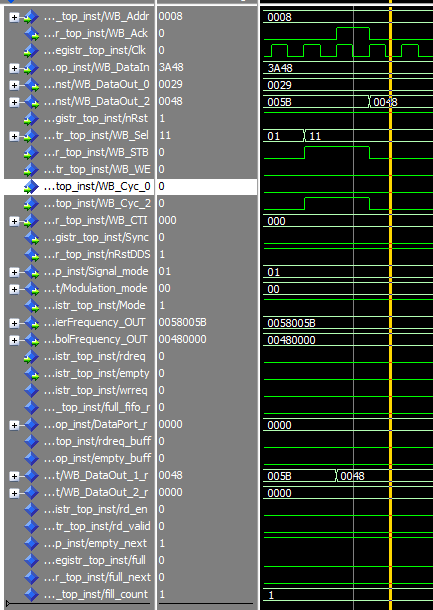 ..._top_inst/WB_Addr 0008 0008
...r_top_inst/WB_Ack 0
...egistr_top_inst/Clk 0
...op_inst/WB_DataIn 3A48 3A48
...nst/WB_DataOut_0 0029 0029
...nst/WB_DataOut_2 0048 005B 0048
...gistr_top_inst/nRst 1
...tr_top_inst/WB_Sel 11 01 11
...r_top_inst/WB_STB 0
...tr_top_inst/WB_WE 0
...top_inst/WB_Cyc_0 0
...top_inst/WB_Cyc_2 0
...r_top_inst/WB_CTI 000 000
...gistr_top_inst/Sync 0
...r_top_inst/nRstDDS 1
...p_inst/Signal_mode 01 01
...t/Modulation_mode 00 00
...istr_top_inst/Mode 1
...ierFrequency_OUT 0058005B 0058005B
...bolFrequency_OUT 00480000 00480000
...istr_top_inst/rdreq 0
...istr_top_inst/empty 0
...istr_top_inst/wrreq 0
..._top_inst/full_fifo_r 0
...op_inst/DataPort_r 0000 0000
...top_inst/rdreq_buff 0
...op_inst/empty_buff 0
...t/WB_DataOut_1_r 0048 005B 0048
...t/WB_DataOut_2_r 0000 0000
...istr_top_inst/rd_en 0
...tr_top_inst/rd_valid 0
...p_inst/empty_next 1
...egistr_top_inst/full 0
...r_top_inst/full_next 0
..._top_inst/fill_count 1 1